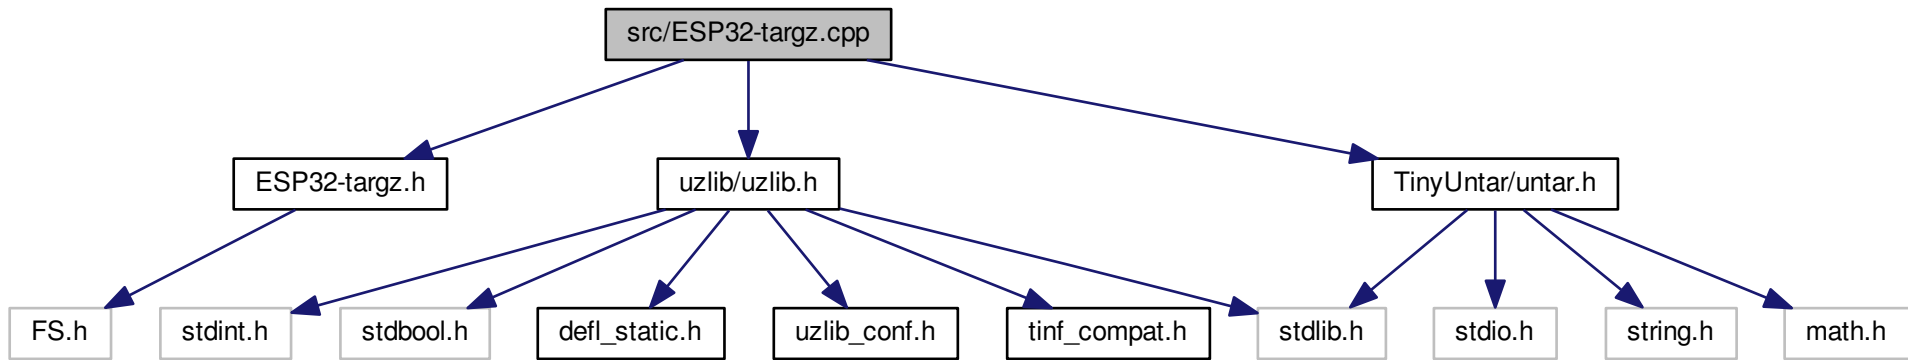 src/ESP32-targz.cpp
ESP32-targz.h
uzlib/uzlib.h
TinyUntar/untar.h
FS.h
stdint.h
stdbool.h
defl_static.h
uzlib_conf.h
tinf_compat.h
stdlib.h
stdio.h
string.h
math.h